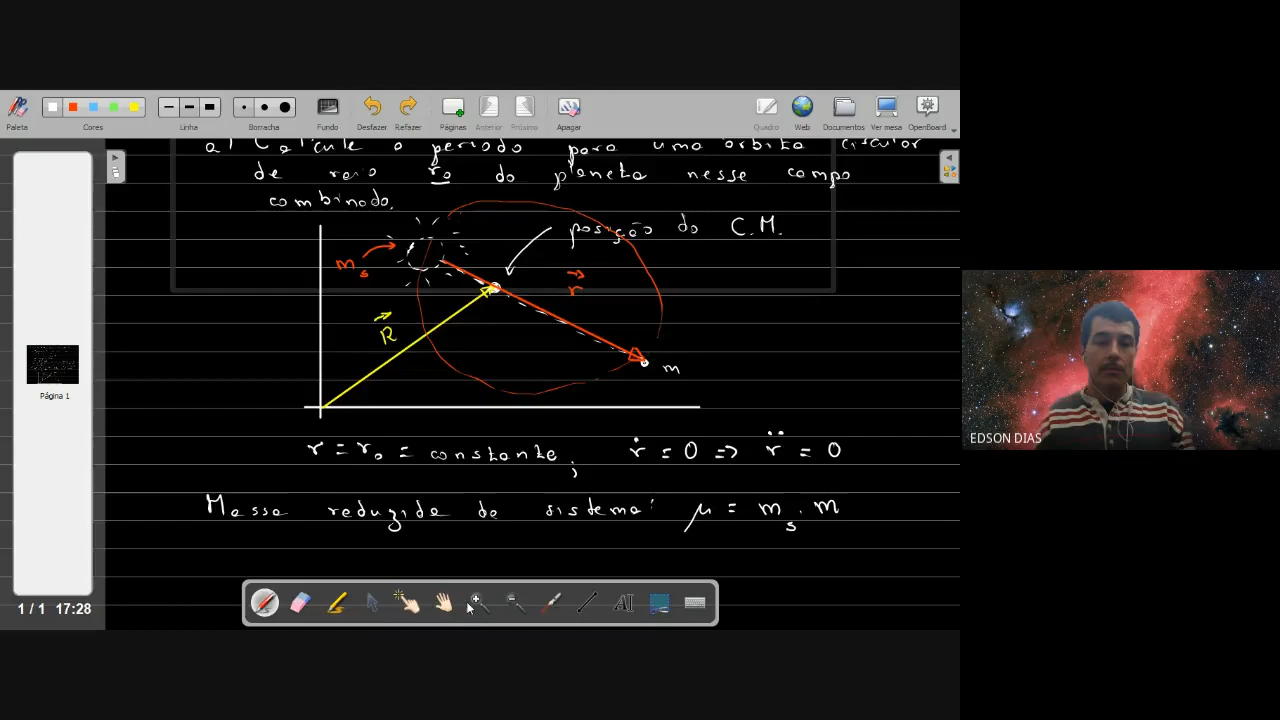 Paleta Cores Linha Borracha Fundo Desfazer Refazer Páginas Anterior Próximo Apagar Quadro Web Documentos Ver mesa OpenBoard
a) Calcule o período para uma órbita circular
de raio r₀ do planeta nesse campo
combinado.
posição do C.M.
mₛ
r⃗
R⃗
m
r = r₀ = constante ; ṙ = 0 => r̈ = 0
Massa reduzida do sistema: μ = mₛ . m
Página 1
AI
1 / 1 17:28
EDSON DIAS